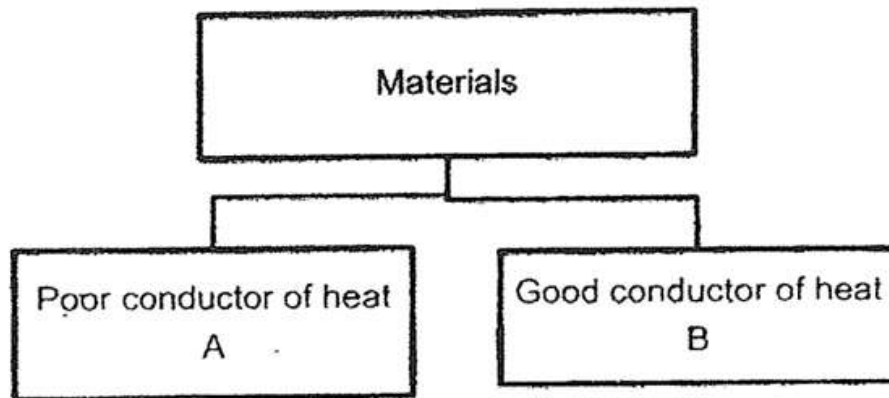 Materials
Poor conductor of heat
A
Good conductor of heat
B